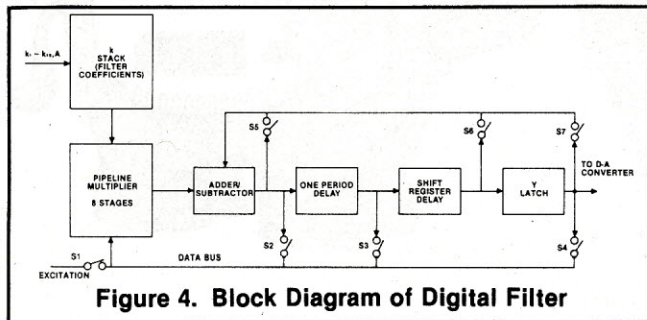 k
STACK
(FILTER
COEFFICIENTS)
k₁ – k₁₀,A
PIPELINE
MULTIPLIER
8 STAGES
ADDER/
SUBTRACTOR
ONE PERIOD
DELAY
SHIFT
REGISTER
DELAY
Y
LATCH
S5
S6
S7
TO D-A
CONVERTER
S1
EXCITATION
DATA BUS
S2
S3
S4
Figure 4. Block Diagram of Digital Filter